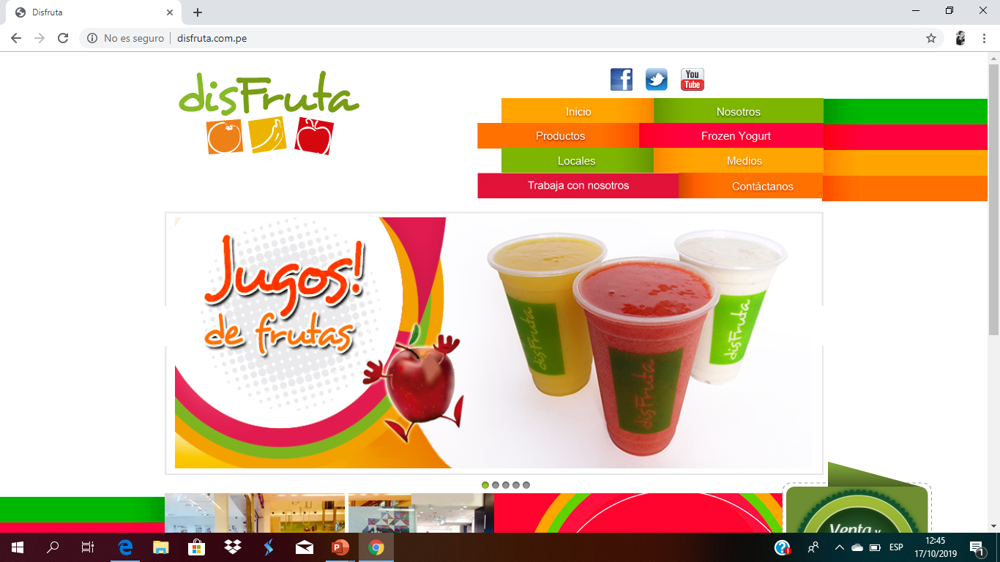 Disfruta
No es seguro
disfruta.com.pe
disFruta
You
Tube
Inicio
Nosotros
Productos
Frozen Yogurt
Locales
Medios
Trabaja con nosotros
Contáctanos
Jugos!
de frutas
disFruta
disFruta
disFruta
Venta y
ESP
12:45
17/10/2019
1